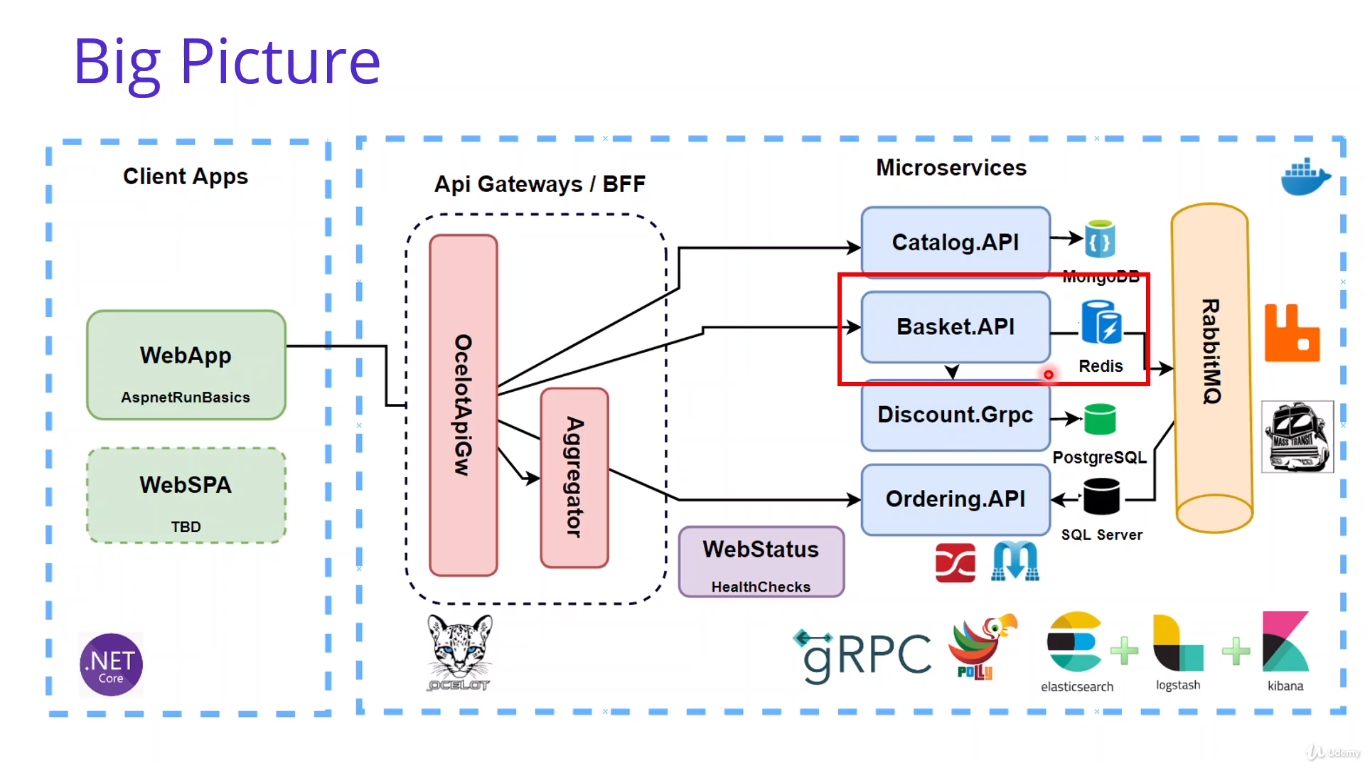 Big Picture
Client Apps
WebApp
AspnetRunBasics
WebSPA
TBD
.NET
Core
Api Gateways / BFF
OcelotApiGw
Aggregator
OCELOT
WebStatus
HealthChecks
Microservices
Catalog.API
MongoDB
Basket.API
Redis
Discount.Grpc
PostgreSQL
Ordering.API
SQL Server
RabbitMQ
MASS TRANSIT
gRPC
POLLY
elasticsearch
logstash
kibana
Udemy